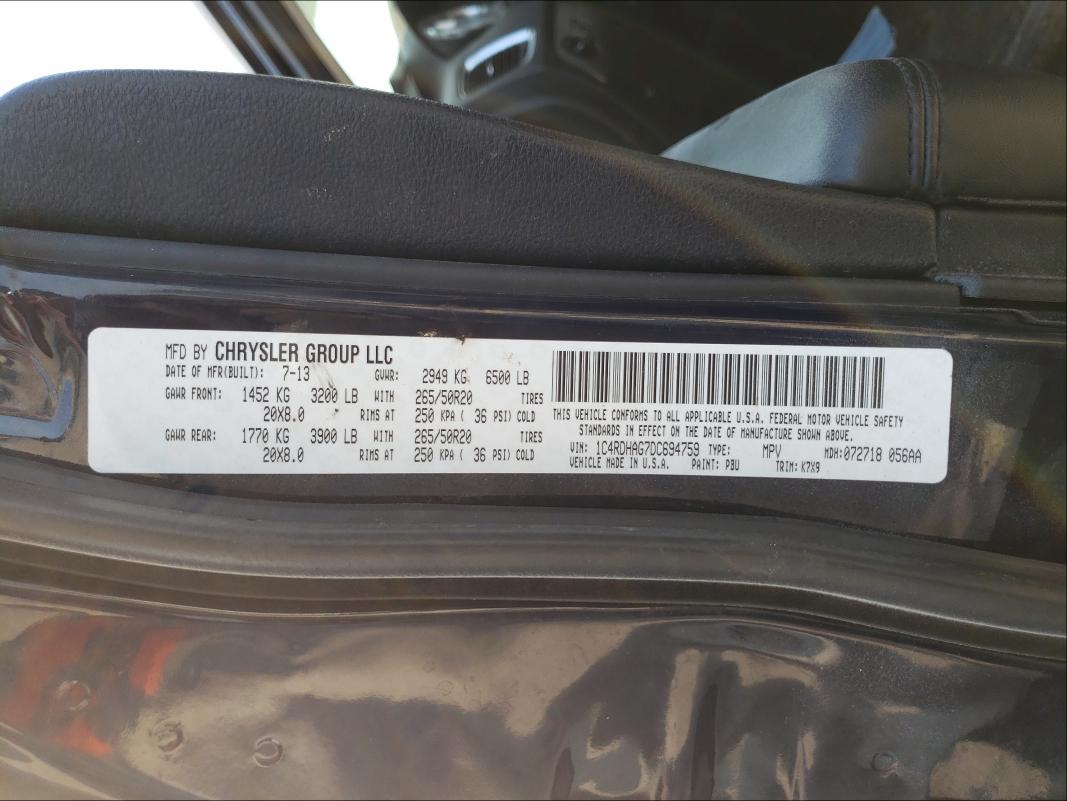 MFD BY CHRYSLER GROUP LLC
DATE OF MFR(BUILT): 7-13 GVWR: 2949 KG 6500 LB
GAWR FRONT: 1452 KG 3200 LB WITH 265/50R20 TIRES
20X8.0 RIMS AT 250 KPA ( 36 PSI) COLD
GAWR REAR: 1770 KG 3900 LB WITH 265/50R20 TIRES
20X8.0 RIMS AT 250 KPA ( 36 PSI) COLD
THIS VEHICLE CONFORMS TO ALL APPLICABLE U.S.A. FEDERAL MOTOR VEHICLE SAFETY
STANDARDS IN EFFECT ON THE DATE OF MANUFACTURE SHOWN ABOVE.
VIN: 1C4RDHAG7DC694759 TYPE: MPV MDH:072718 056AA
VEHICLE MADE IN U.S.A. PAINT: PBU TRIM: K7X9